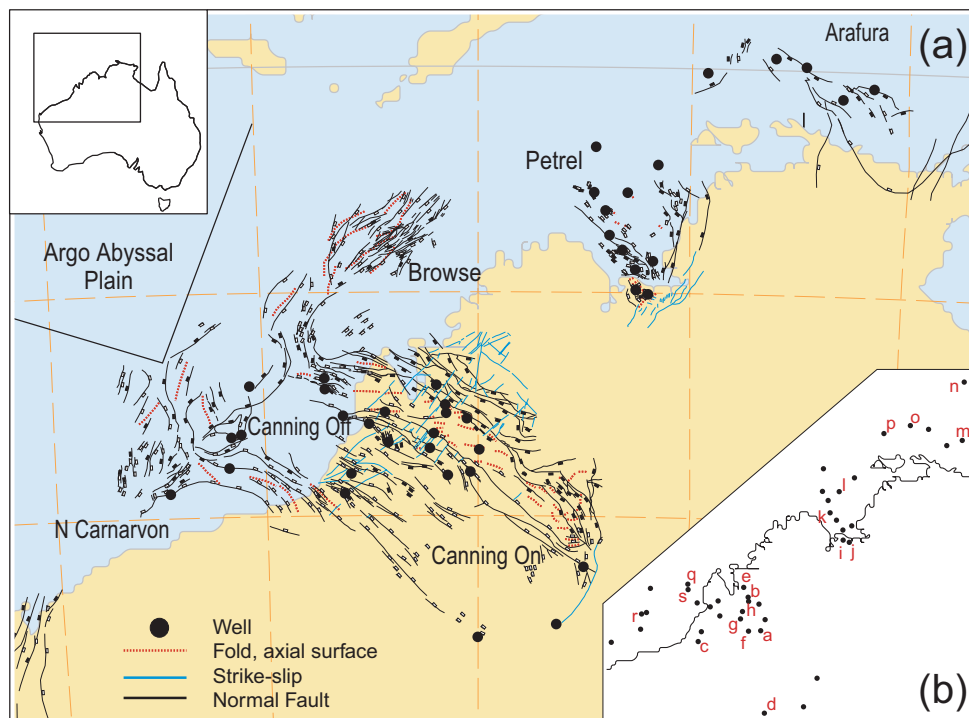 Arafura
(a)
Petrel
Argo Abyssal
Plain
Browse
Canning Off
N Carnarvon
Canning On
Well
Fold, axial surface
Strike-slip
Normal Fault
n
o
p
m
l
k
i
j
q
e
s
b
h
r
g
a
f
c
d
(b)